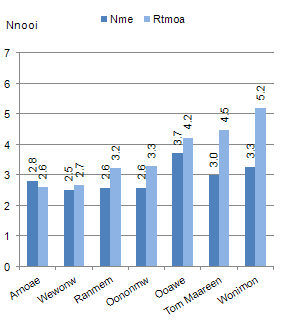 Nme Rtmoa
Nnooi
7
6
5
4
3
2
1
0
2.8 2.6 2.5 2.7 2.6 3.2 2.6 3.3 3.7 4.2 3.0 4.5 3.3 5.2
Arnoae Wewonw Ranmem Oononmw Ooawe Tom Maareen Wonimon